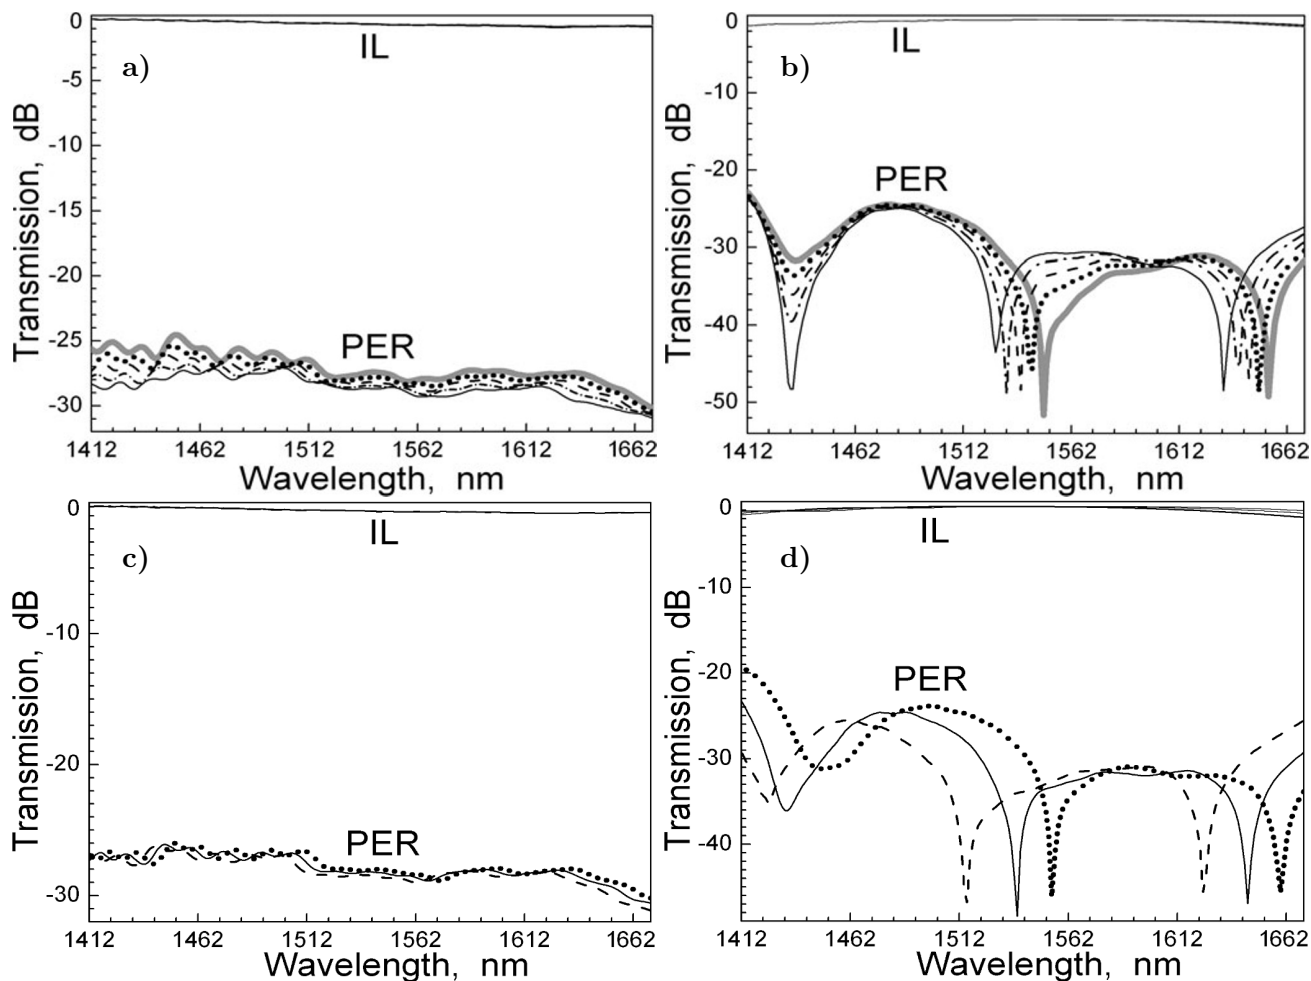 a)
IL
PER
Transmission, dB
0
-5
-10
-15
-20
-25
-30
1412 1462 1512 1562 1612 1662
Wavelength, nm
b)
IL
PER
Transmission, dB
0
-10
-20
-30
-40
-50
1412 1462 1512 1562 1612 1662
Wavelength, nm
c)
IL
PER
Transmission, dB
0
-10
-20
-30
1412 1462 1512 1562 1612 1662
Wavelength, nm
d)
IL
PER
Transmission, dB
0
-10
-20
-30
-40
1412 1462 1512 1562 1612 1662
Wavelength, nm